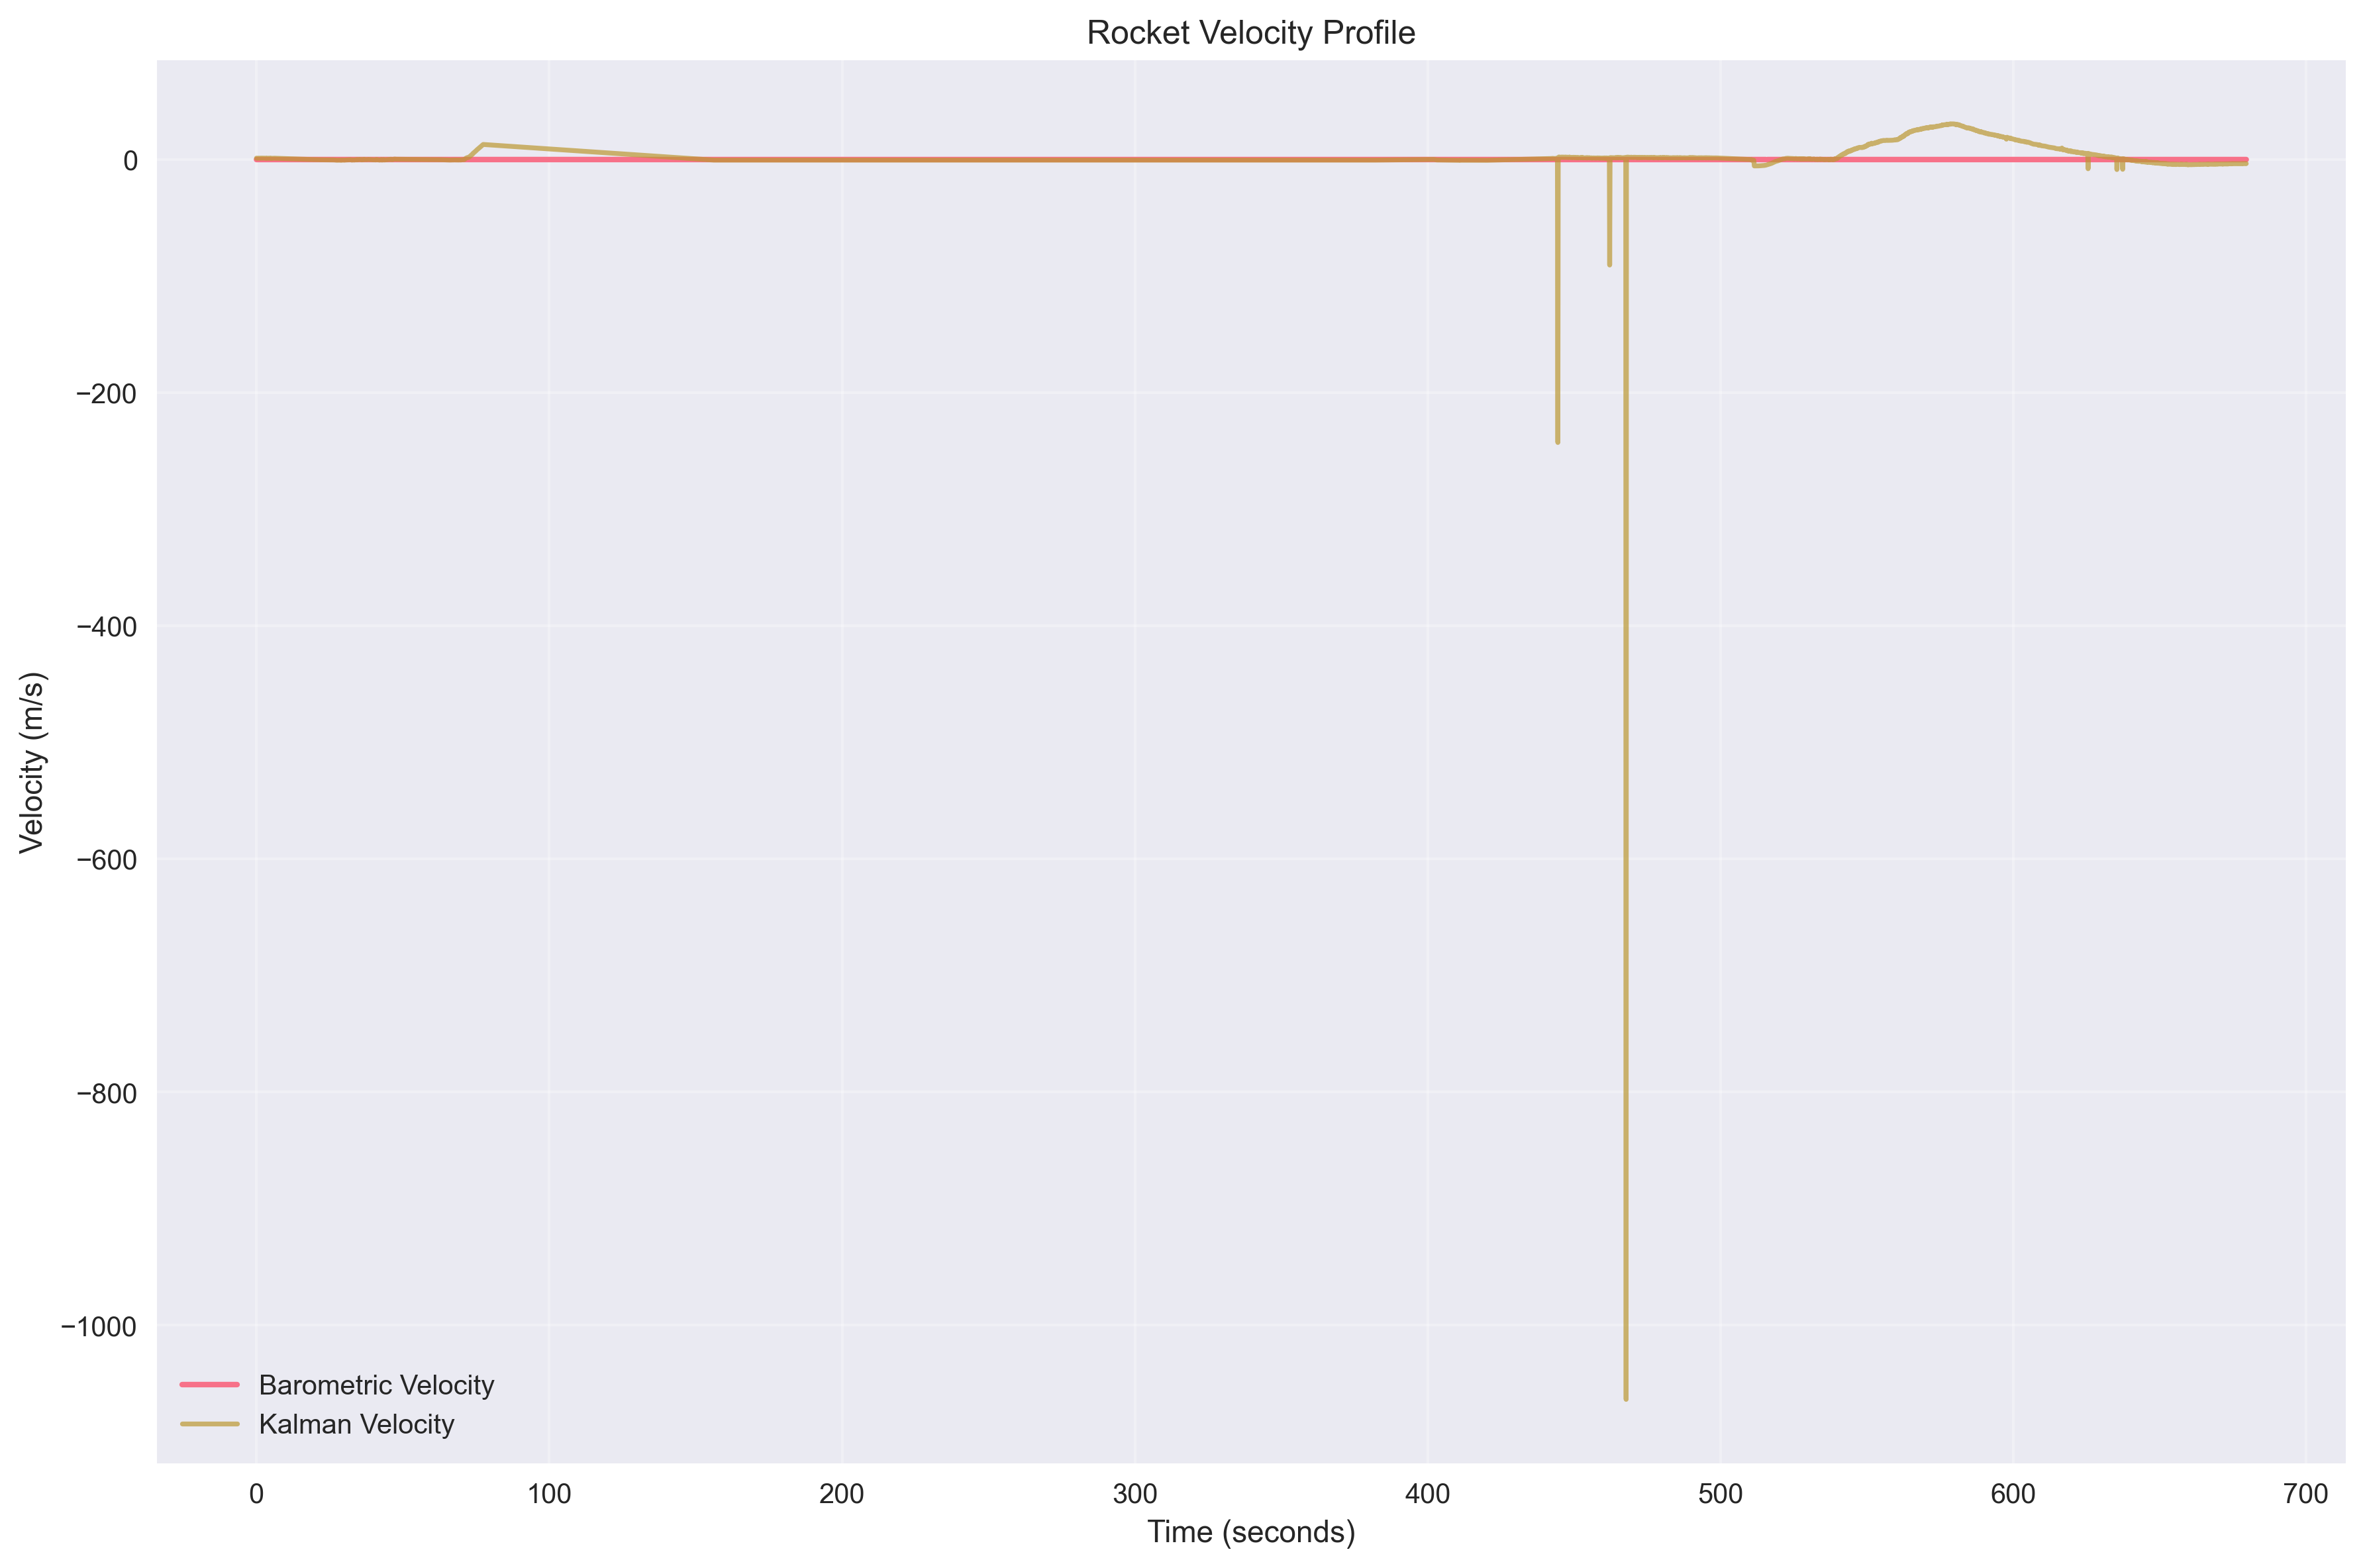 Rocket Velocity Profile
Velocity (m/s)
0
−200
−400
−600
−800
−1000
Barometric Velocity
Kalman Velocity
0 100 200 300 400 500 600 700
Time (seconds)